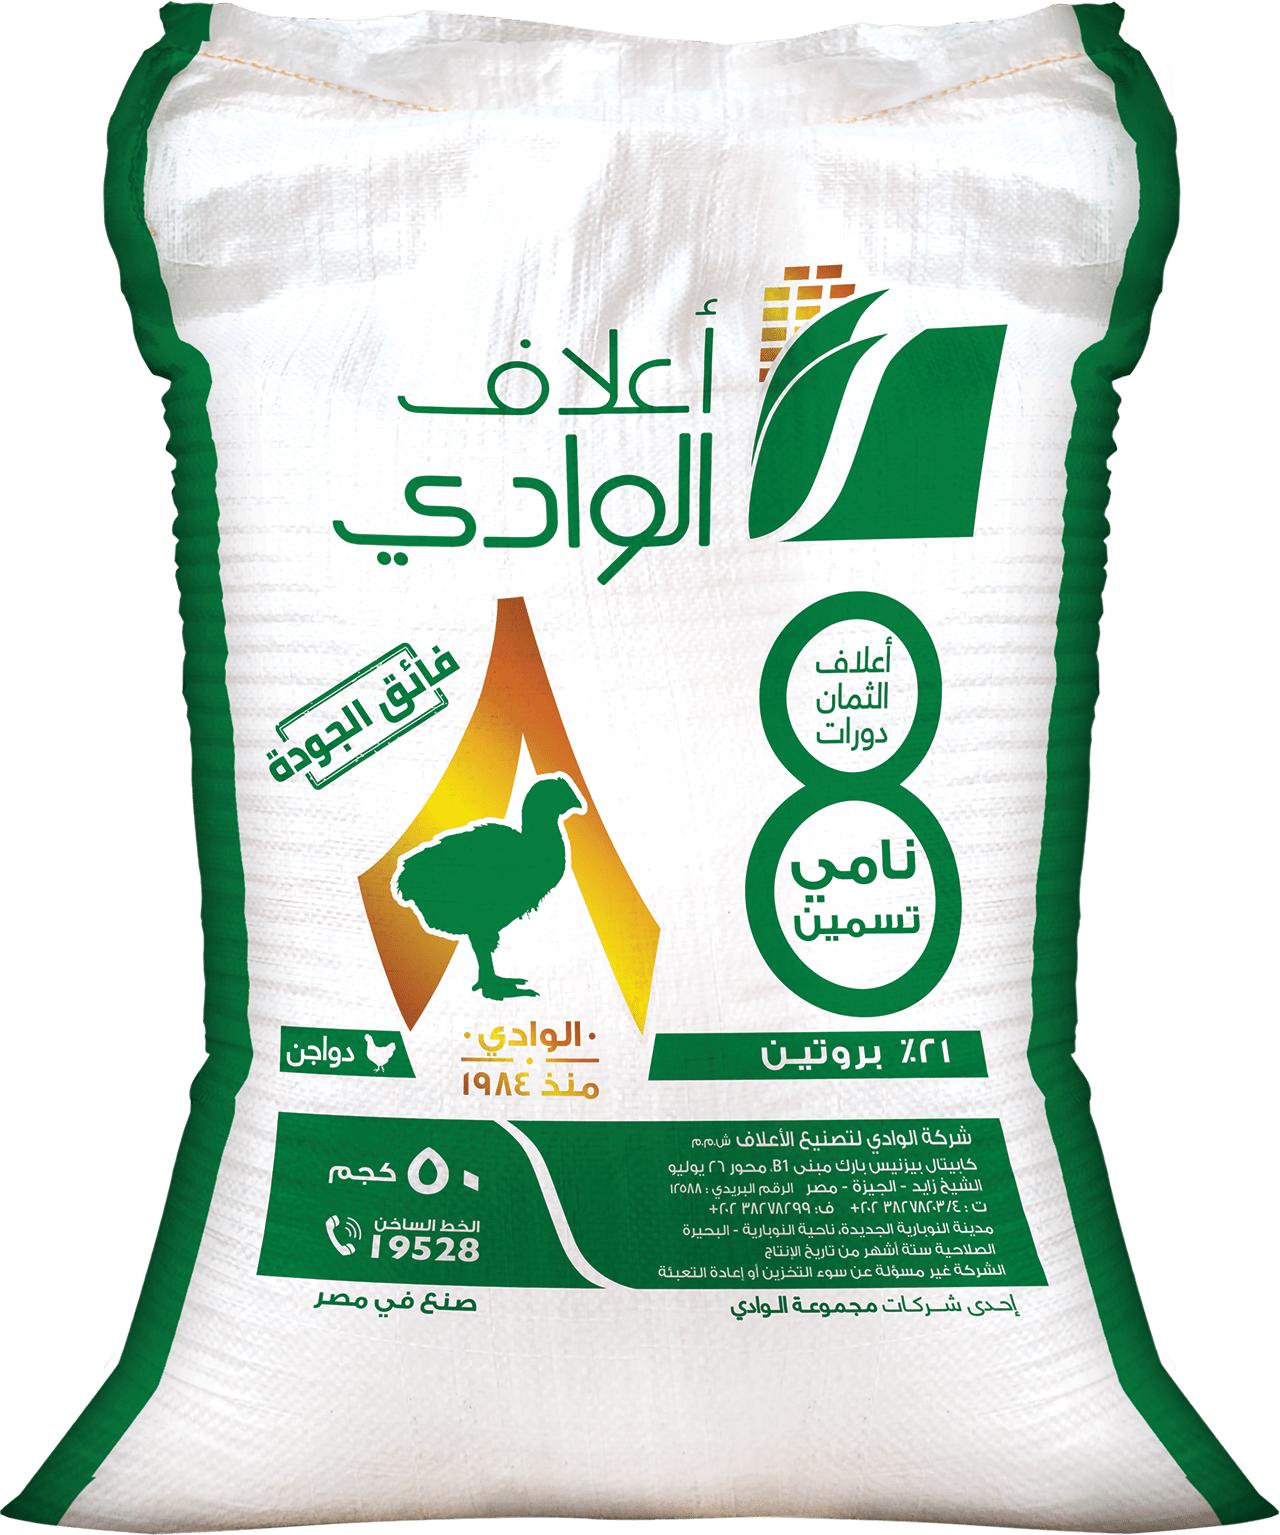 أعلاف
الوادي
فائق الجودة
8
أعلاف
الثمان
دورات
نامي
تسمين
٢١٪ بروتين
٨
الوادي
منذ ١٩٨٤
دواجن
شركة الوادي لتصنيع الأعلاف ش.م.م
كابيتال بيزنيس بارك مبنى B1، محور ٢٦ يوليو
الشيخ زايد - الجيزة - مصر الرقم البريدي : ١٢٥٨٨
ت : ٣٨٢٧٨٢٠٣/٤ ٢٠٢+ ف: ٣٨٢٧٨٢٩٩ ٢٠٢+
مدينة النوبارية الجديدة، ناحية النوبارية - البحيرة
الصلاحية ستة أشهر من تاريخ الإنتاج
الشركة غير مسؤلة عن سوء التخزين أو إعادة التعبئة
٥٠ كجم
الخط الساخن
19528
إحدى شركات مجموعة الوادي
صنع في مصر